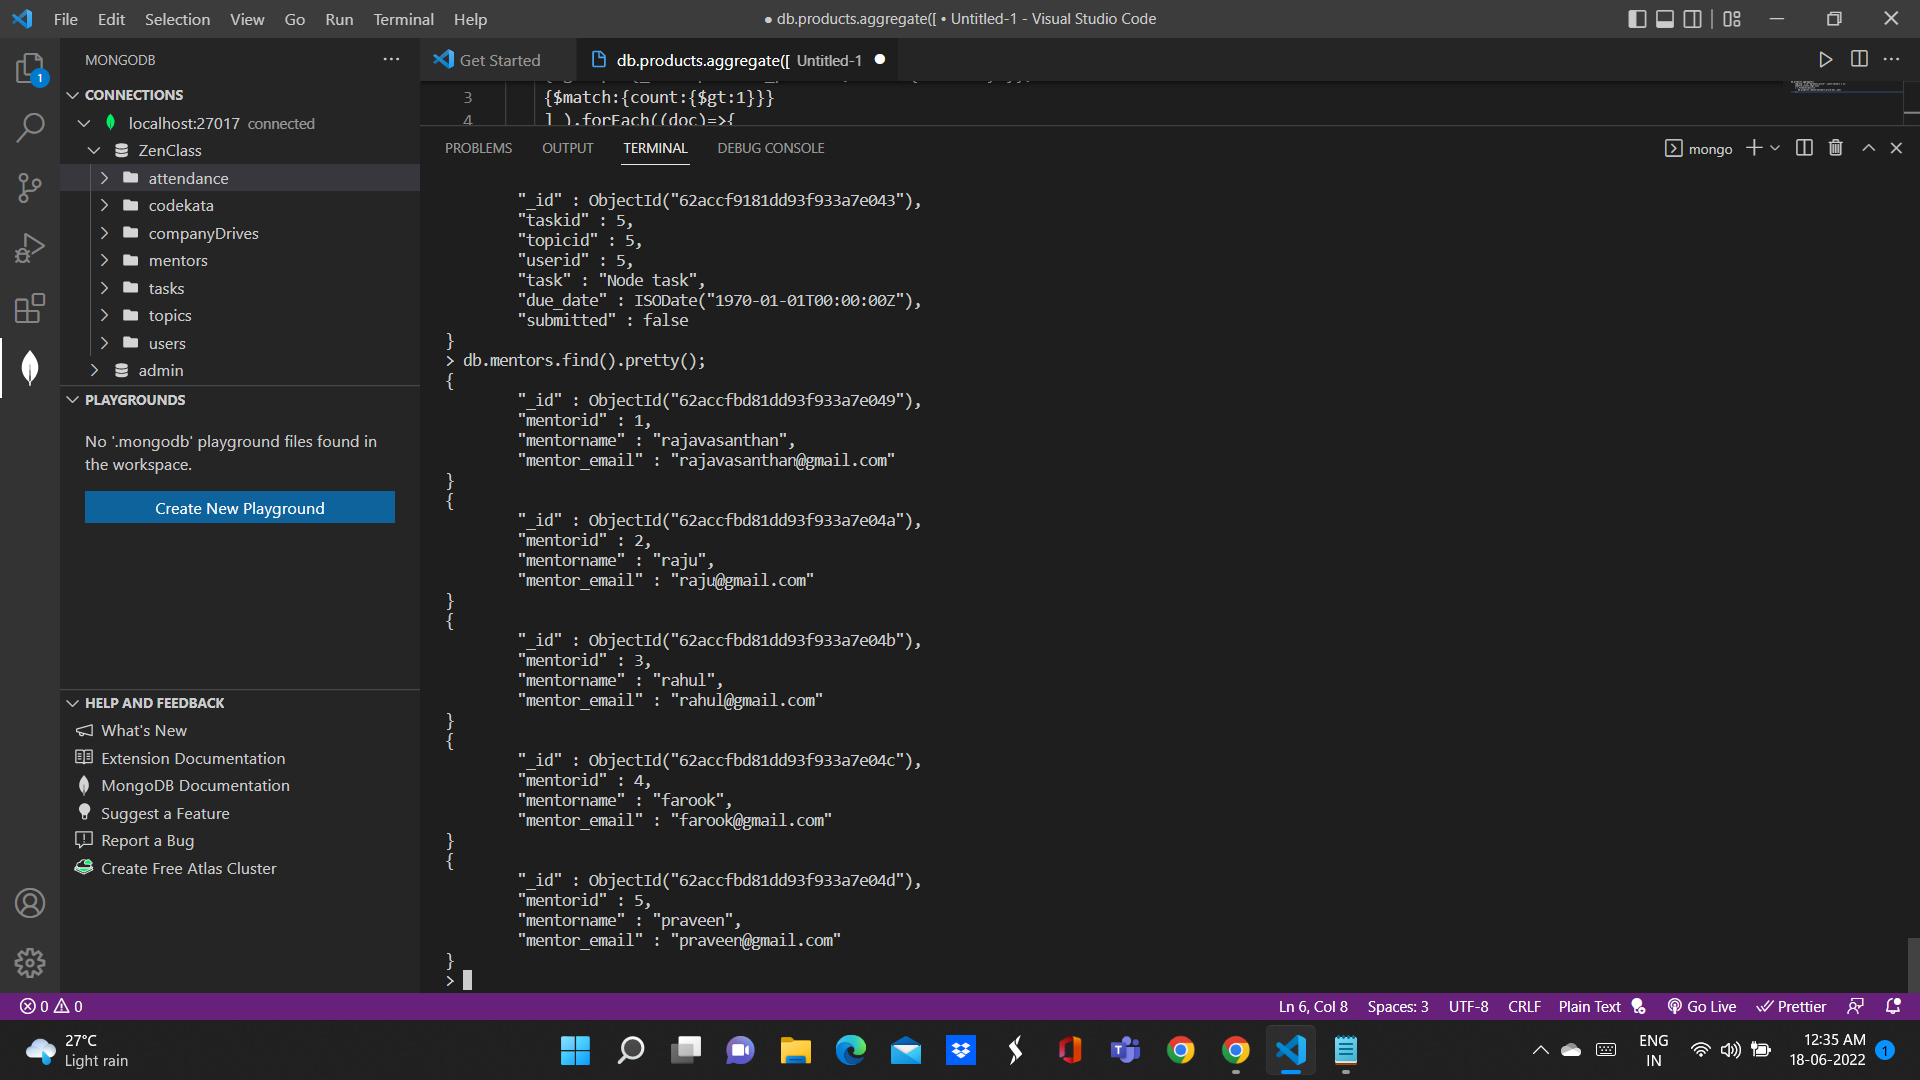 File Edit Selection View Go Run Terminal Help
● db.products.aggregate([ • Untitled-1 - Visual Studio Code
MONGODB
CONNECTIONS
localhost:27017 connected
ZenClass
attendance
codekata
companyDrives
mentors
tasks
topics
users
admin
PLAYGROUNDS
No '.mongodb' playground files found in
the workspace.
Create New Playground
HELP AND FEEDBACK
What's New
Extension Documentation
MongoDB Documentation
Suggest a Feature
Report a Bug
Create Free Atlas Cluster
1
Get Started
db.products.aggregate([ Untitled-1 ●
3 {$match:{count:{$gt:1}}}
4 ] ).forEach((doc)=>{
PROBLEMS OUTPUT TERMINAL DEBUG CONSOLE
mongo
"_id" : ObjectId("62accf9181dd93f933a7e043"),
"taskid" : 5,
"topicid" : 5,
"userid" : 5,
"task" : "Node task",
"due_date" : ISODate("1970-01-01T00:00:00Z"),
"submitted" : false
}
> db.mentors.find().pretty();
{
"_id" : ObjectId("62accfbd81dd93f933a7e049"),
"mentorid" : 1,
"mentorname" : "rajavasanthan",
"mentor_email" : "rajavasanthan@gmail.com"
}
{
"_id" : ObjectId("62accfbd81dd93f933a7e04a"),
"mentorid" : 2,
"mentorname" : "raju",
"mentor_email" : "raju@gmail.com"
}
{
"_id" : ObjectId("62accfbd81dd93f933a7e04b"),
"mentorid" : 3,
"mentorname" : "rahul",
"mentor_email" : "rahul@gmail.com"
}
{
"_id" : ObjectId("62accfbd81dd93f933a7e04c"),
"mentorid" : 4,
"mentorname" : "farook",
"mentor_email" : "farook@gmail.com"
}
{
"_id" : ObjectId("62accfbd81dd93f933a7e04d"),
"mentorid" : 5,
"mentorname" : "praveen",
"mentor_email" : "praveen@gmail.com"
}
>
0 0
Ln 6, Col 8 Spaces: 3 UTF-8 CRLF Plain Text Go Live Prettier
27°C
Light rain
ENG
IN
12:35 AM
18-06-2022
1